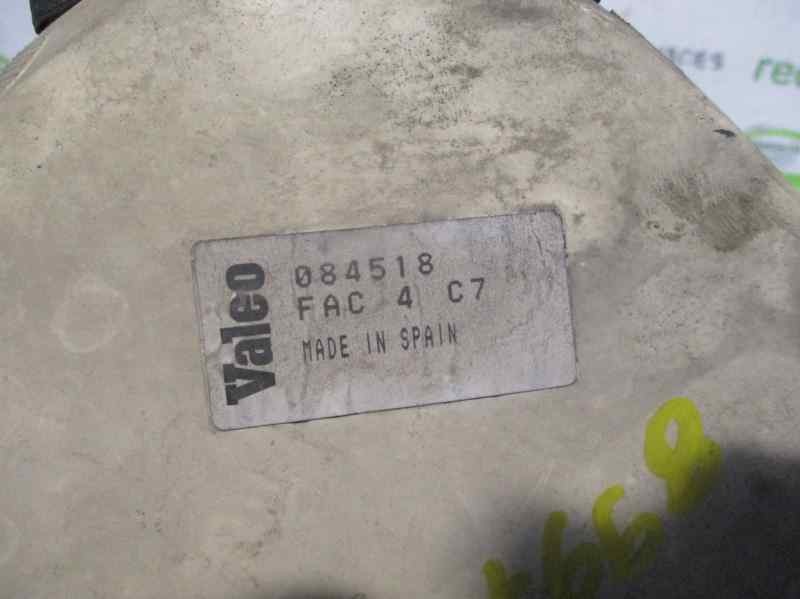 Valeo
084518
FAC 4 C7
MADE IN SPAIN